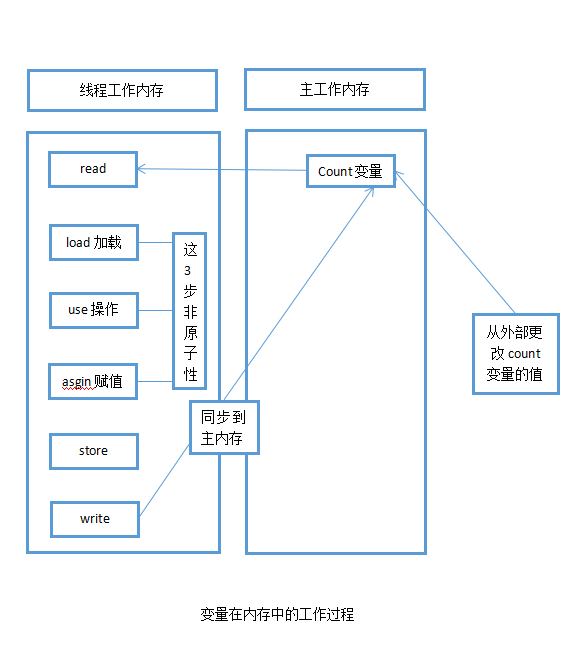 线程工作内存
主工作内存
read
Count 变量
load 加载
use 操作
asgin 赋值
store
write
这
3
步
非
原
子
性
同步到
主内存
从外部更
改 count
变量的值
变量在内存中的工作过程